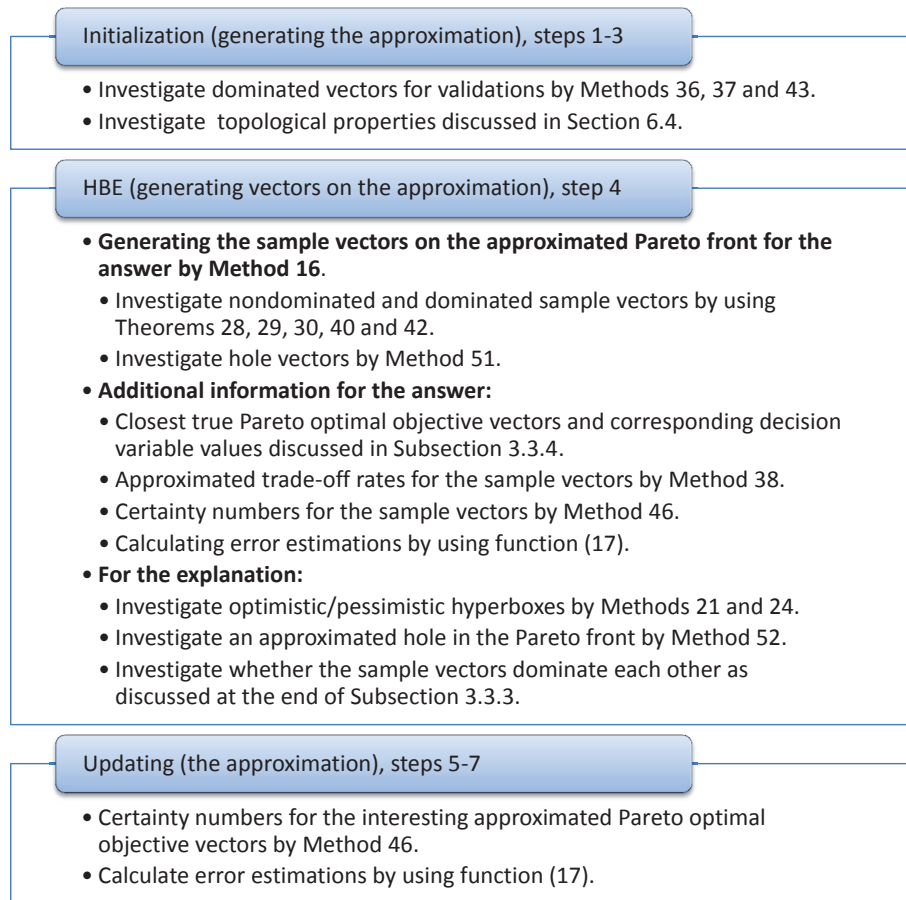 Initialization (generating the approximation), steps 1-3
• Investigate dominated vectors for validations by Methods 36, 37 and 43.
• Investigate topological properties discussed in Section 6.4.
HBE (generating vectors on the approximation), step 4
• Generating the sample vectors on the approximated Pareto front for the
answer by Method 16.
• Investigate nondominated and dominated sample vectors by using
Theorems 28, 29, 30, 40 and 42.
• Investigate hole vectors by Method 51.
• Additional information for the answer:
• Closest true Pareto optimal objective vectors and corresponding decision
variable values discussed in Subsection 3.3.4.
• Approximated trade-off rates for the sample vectors by Method 38.
• Certainty numbers for the sample vectors by Method 46.
• Calculating error estimations by using function (17).
• For the explanation:
• Investigate optimistic/pessimistic hyperboxes by Methods 21 and 24.
• Investigate an approximated hole in the Pareto front by Method 52.
• Investigate whether the sample vectors dominate each other as
discussed at the end of Subsection 3.3.3.
Updating (the approximation), steps 5-7
• Certainty numbers for the interesting approximated Pareto optimal
objective vectors by Method 46.
• Calculate error estimations by using function (17).